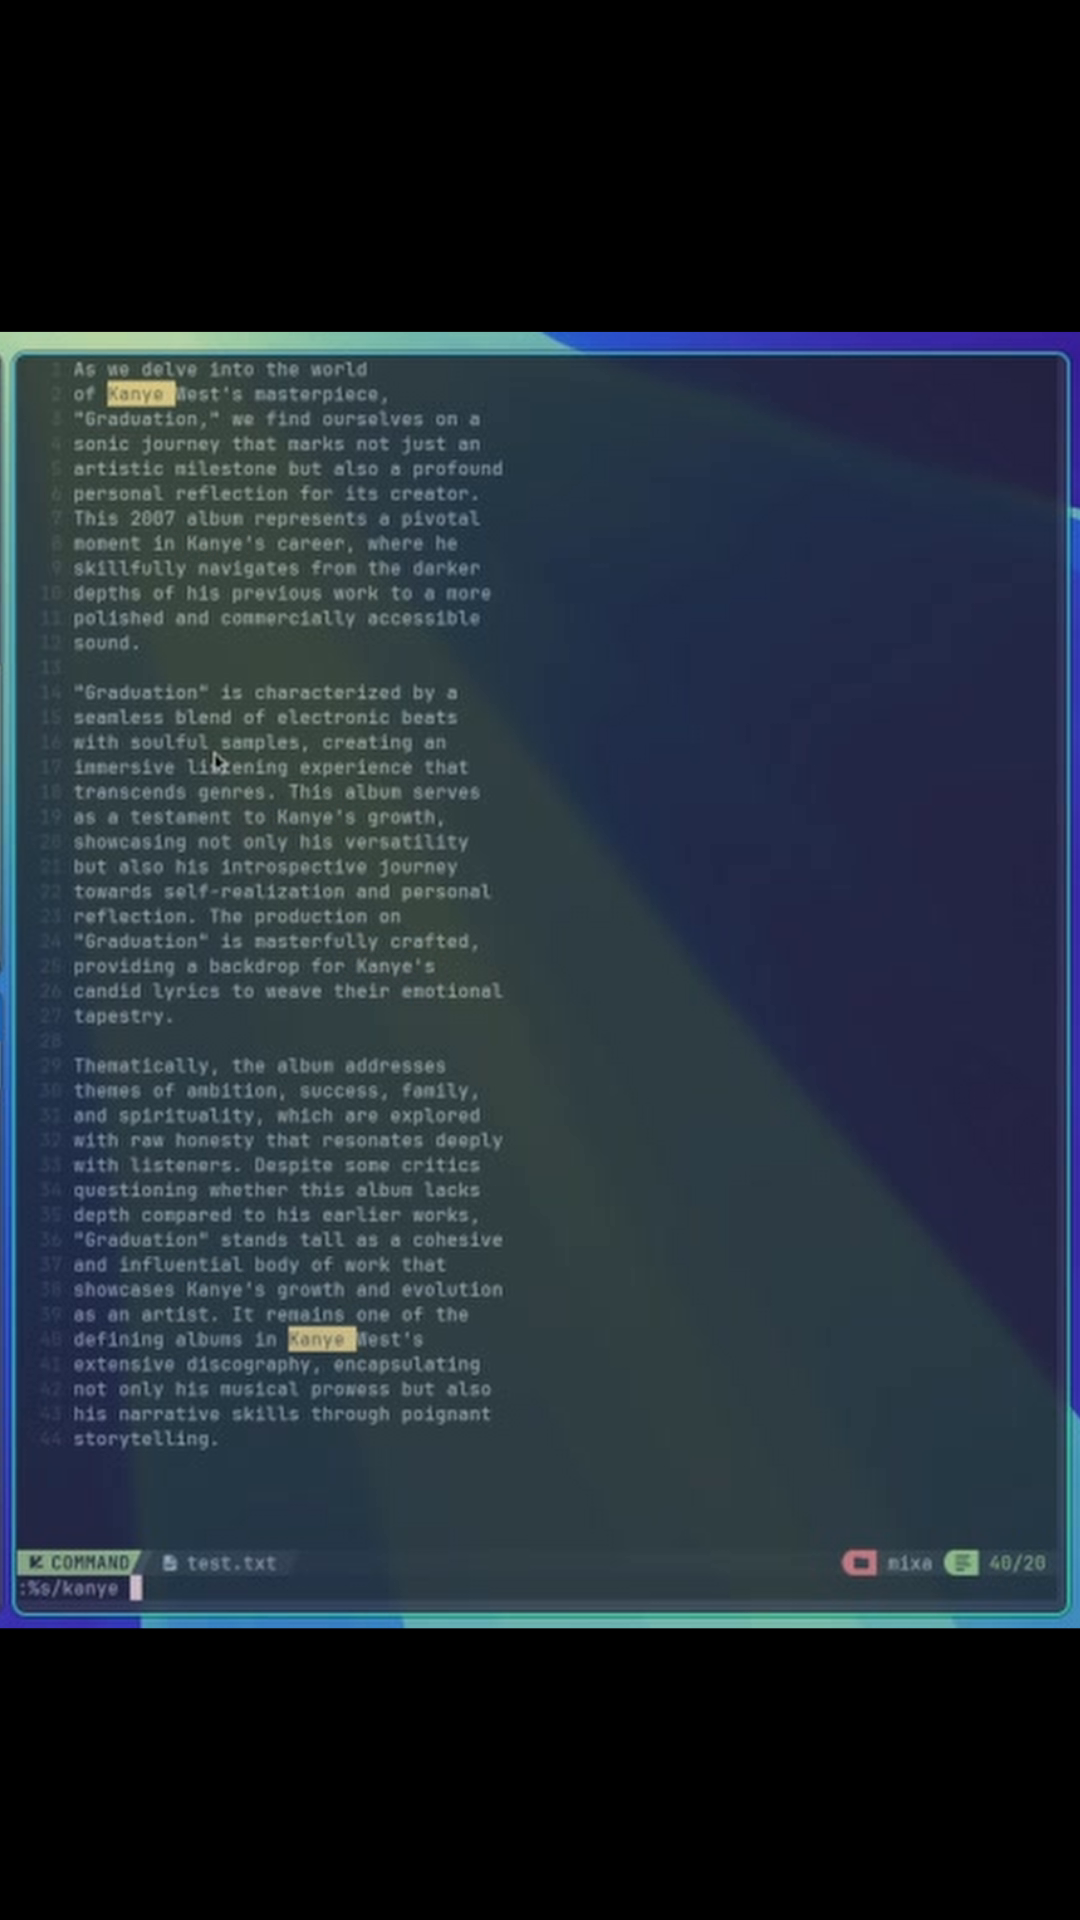 1 As we delve into the world
2 of Kanye West's masterpiece,
3 "Graduation," we find ourselves on a
4 sonic journey that marks not just an
5 artistic milestone but also a profound
6 personal reflection for its creator.
7 This 2007 album represents a pivotal
8 moment in Kanye's career, where he
9 skillfully navigates from the darker
10 depths of his previous work to a more
11 polished and commercially accessible
12 sound.
13
14 "Graduation" is characterized by a
15 seamless blend of electronic beats
16 with soulful samples, creating an
17 immersive listening experience that
18 transcends genres. This album serves
19 as a testament to Kanye's growth,
20 showcasing not only his versatility
21 but also his introspective journey
22 towards self-realization and personal
23 reflection. The production on
24 "Graduation" is masterfully crafted,
25 providing a backdrop for Kanye's
26 candid lyrics to weave their emotional
27 tapestry.
28
29 Thematically, the album addresses
30 themes of ambition, success, family,
31 and spirituality, which are explored
32 with raw honesty that resonates deeply
33 with listeners. Despite some critics
34 questioning whether this album lacks
35 depth compared to his earlier works,
36 "Graduation" stands tall as a cohesive
37 and influential body of work that
38 showcases Kanye's growth and evolution
39 as an artist. It remains one of the
40 defining albums in Kanye West's
41 extensive discography, encapsulating
42 not only his musical prowess but also
43 his narrative skills through poignant
44 storytelling.
COMMAND test.txt mixa 40/20
:%s/kanye